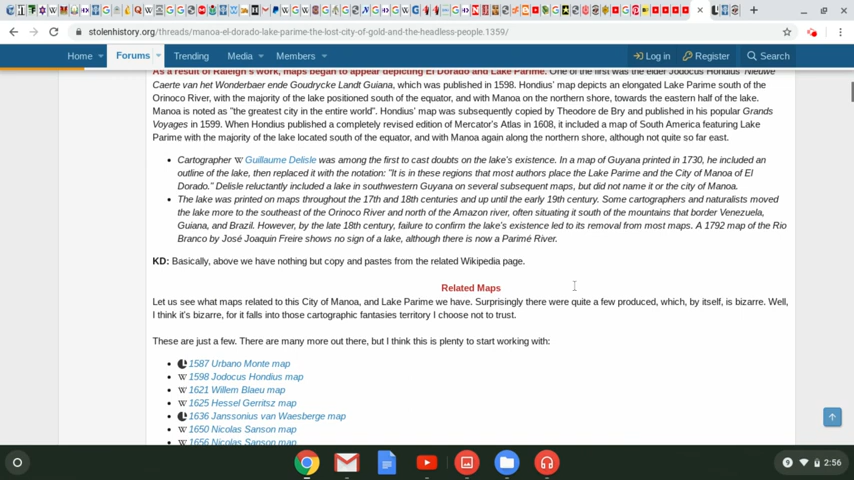 stolenhistory.org/threads/manoa-el-dorado-lake-parime-the-lost-city-of-gold-and-the-headless-people.1359/
Home Forums Trending Media Members Log in Register Search
As a result of Raleigh's work, maps began to appear depicting El Dorado and Lake Parime. One of the first was the elder Jodocus Hondius' Nieuwe
Caerte van het Wonderbaer ende Goudrycke Landt Guiana, which was published in 1598. Hondius' map depicts an elongated Lake Parime south of the
Orinoco River, with the majority of the lake positioned south of the equator, and with Manoa on the northern shore, towards the eastern half of the lake.
Manoa is noted as "the greatest city in the entire world". Hondius' map was subsequently copied by Theodore de Bry and published in his popular Grands
Voyages in 1599. When Hondius published a completely revised edition of Mercator's Atlas in 1608, it included a map of South America featuring Lake
Parime with the majority of the lake located south of the equator, and with Manoa again along the northern shore, although not quite so far east.
• Cartographer W Guillaume Delisle was among the first to cast doubts on the lake's existence. In a map of Guyana printed in 1730, he included an
outline of the lake, then replaced it with the notation: "It is in these regions that most authors place the Lake Parime and the City of Manoa of El
Dorado." Delisle reluctantly included a lake in southwestern Guyana on several subsequent maps, but did not name it or the city of Manoa.
• The lake was printed on maps throughout the 17th and 18th centuries and up until the early 19th century. Some cartographers and naturalists moved
the lake more to the southeast of the Orinoco River and north of the Amazon river, often situating it south of the mountains that border Venezuela,
Guiana, and Brazil. However, by the late 18th century, failure to confirm the lake's existence led to its removal from most maps. A 1792 map of the Rio
Branco by José Joaquin Freire shows no sign of a lake, although there is now a Parimé River.
KD: Basically, above we have nothing but copy and pastes from the related Wikipedia page.
Related Maps
Let us see what maps related to this City of Manoa, and Lake Parime we have. Surprisingly there were quite a few produced, which, by itself, is bizarre. Well,
I think it's bizarre, for it falls into those cartographic fantasies territory I choose not to trust.
These are just a few. There are many more out there, but I think this is plenty to start working with:
• 1587 Urbano Monte map
• W 1598 Jodocus Hondius map
• W 1621 Willem Blaeu map
• W 1625 Hessel Gerritsz map
• 1636 Janssonius van Waesberge map
• W 1650 Nicolas Sanson map
• W 1656 Nicolas Sanson map
9 2:56